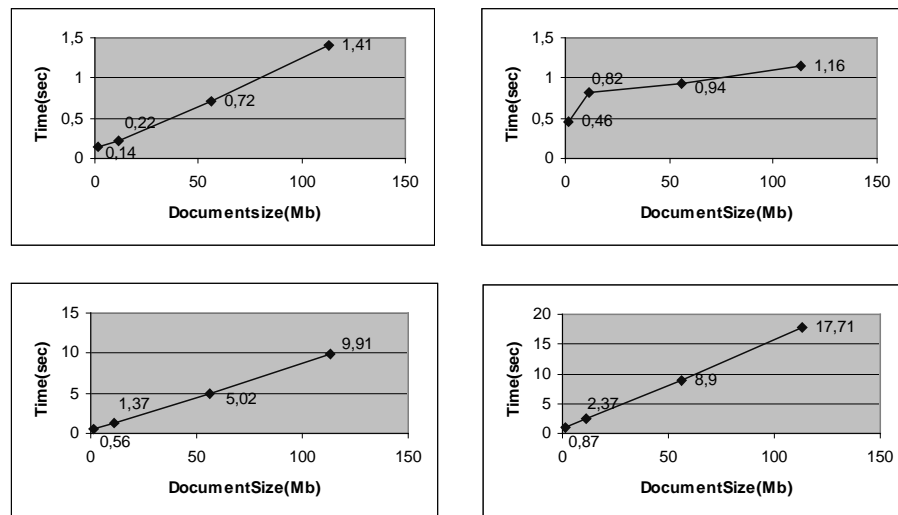 1,5
1
0,5
0
Time(sec)
0,14
0,22
0,72
1,41
0 50 100 150
Documentsize(Mb)
1,5
1
0,5
0
Time(sec)
0,46
0,82
0,94
1,16
0 50 100 150
DocumentSize(Mb)
15
10
5
0
Time(sec)
0,56
1,37
5,02
9,91
0 50 100 150
DocumentSize(Mb)
20
15
10
5
0
Time(sec)
0,87
2,37
8,9
17,71
0 50 100 150
DocumentSize(Mb)